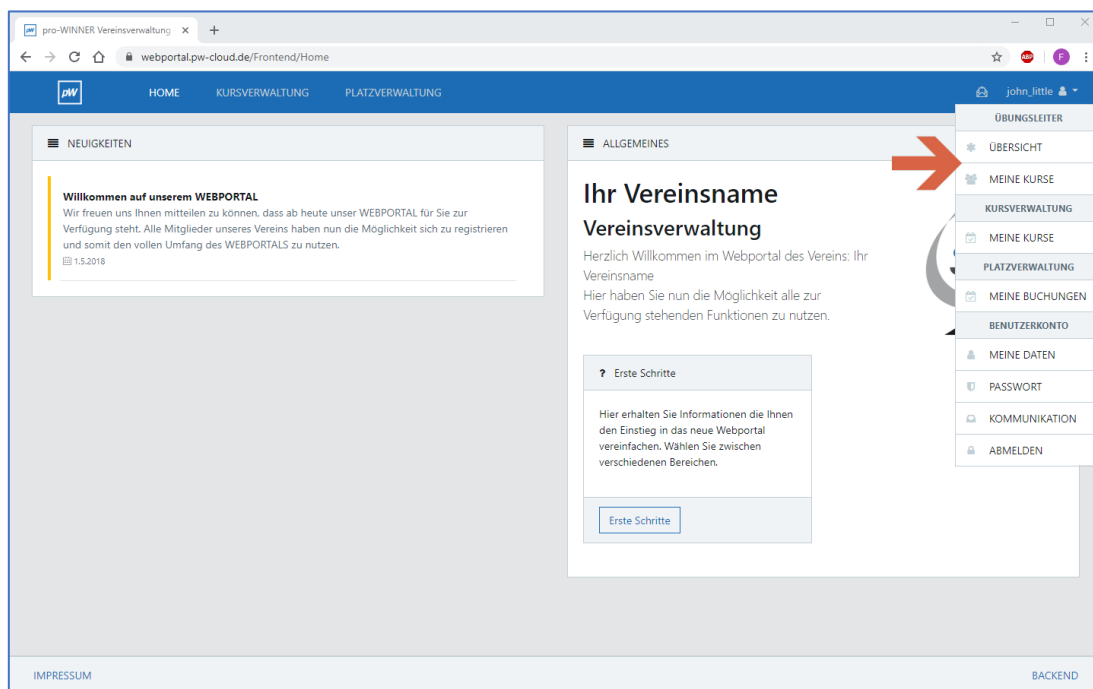 pro-WINNER Vereinsverwaltung
webportal.pw-cloud.de/Frontend/Home
ABP
F
pW
HOME
KURSVERWALTUNG
PLATZVERWALTUNG
john_little
NEUIGKEITEN
Willkommen auf unserem WEBPORTAL
Wir freuen uns Ihnen mitteilen zu können, dass ab heute unser WEBPORTAL für Sie zur
Verfügung steht. Alle Mitglieder unseres Vereins haben nun die Möglichkeit sich zu registrieren
und somit den vollen Umfang des WEBPORTALS zu nutzen.
1.5.2018
ALLGEMEINES
Ihr Vereinsname
Vereinsverwaltung
Herzlich Willkommen im Webportal des Vereins: Ihr
Vereinsname
Hier haben Sie nun die Möglichkeit alle zur
Verfügung stehenden Funktionen zu nutzen.
? Erste Schritte
Hier erhalten Sie Informationen die Ihnen
den Einstieg in das neue Webportal
vereinfachen. Wählen Sie zwischen
verschiedenen Bereichen.
Erste Schritte
ÜBUNGSLEITER
ÜBERSICHT
MEINE KURSE
KURSVERWALTUNG
MEINE KURSE
PLATZVERWALTUNG
MEINE BUCHUNGEN
BENUTZERKONTO
MEINE DATEN
PASSWORT
KOMMUNIKATION
ABMELDEN
IMPRESSUM
BACKEND